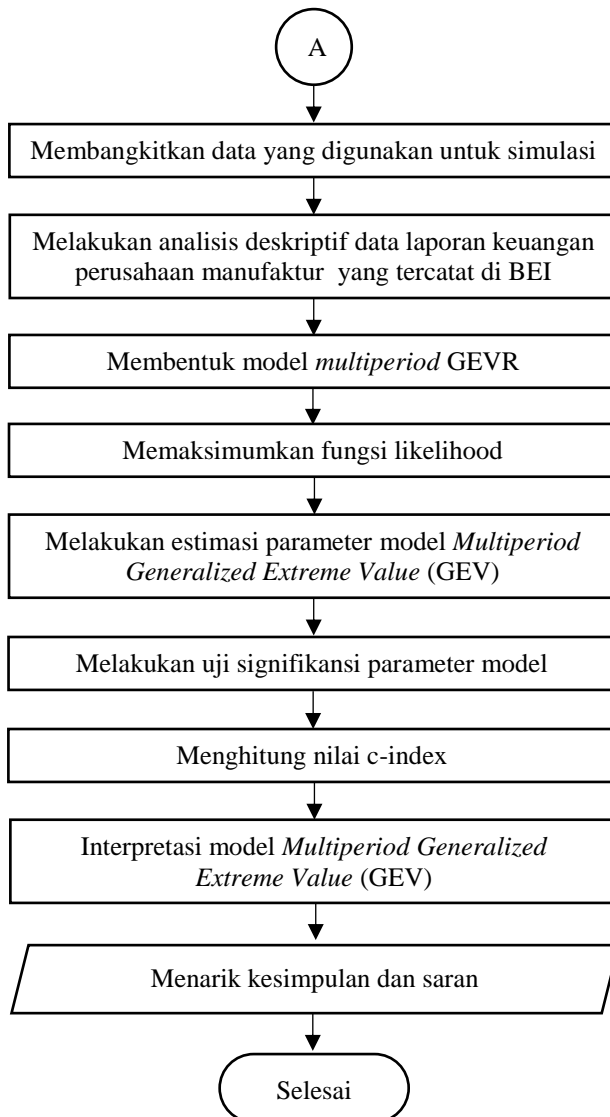 A
Membangkitkan data yang digunakan untuk simulasi
Melakukan analisis deskriptif data laporan keuangan
perusahaan manufaktur yang tercatat di BEI
Membentuk model multiperiod GEVR
Memaksimumkan fungsi likelihood
Melakukan estimasi parameter model Multiperiod
Generalized Extreme Value (GEV)
Melakukan uji signifikansi parameter model
Menghitung nilai c-index
Interpretasi model Multiperiod Generalized
Extreme Value (GEV)
Menarik kesimpulan dan saran
Selesai